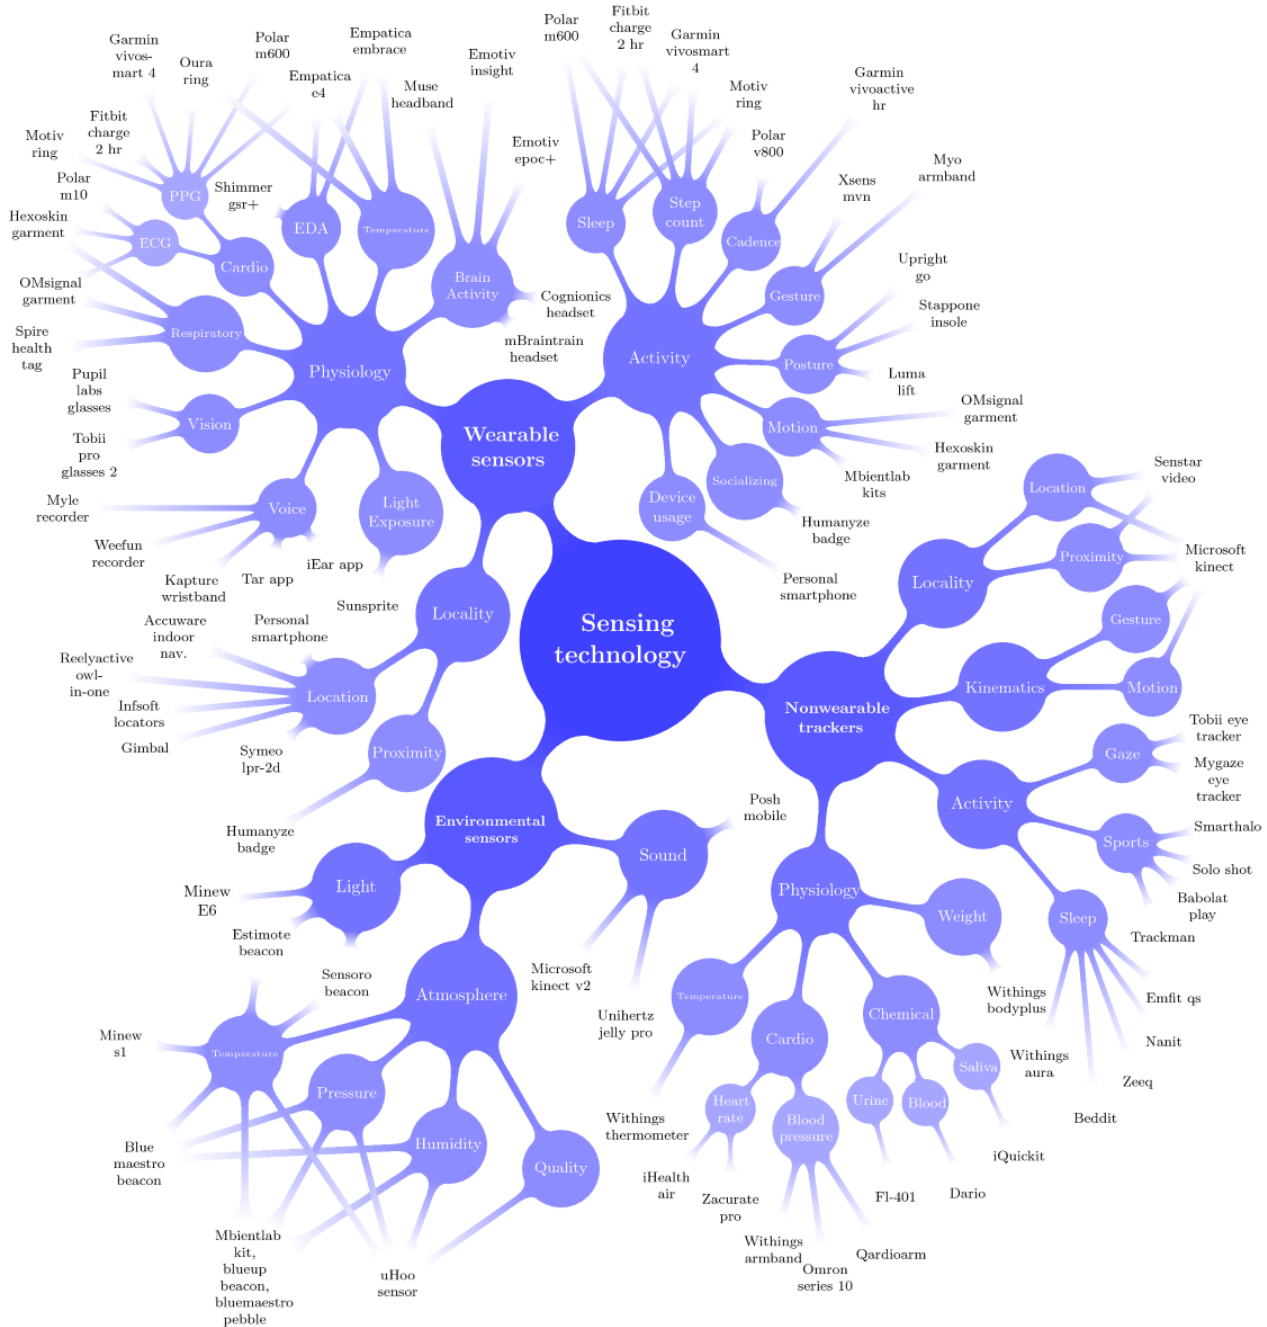 Polar
m600
Fitbit
charge
2 hr
Garmin
vivosmart
4
Garmin
vivos-
mart 4
Oura
ring
Polar
m600
Empatica
embrace
Empatica
e4
Muse
headband
Emotiv
insight
Motiv
ring
Garmin
vivoactive
hr
Fitbit
charge
2 hr
Motiv
ring
Polar
m10
Shimmer
gsr+
Emotiv
epoc+
Polar
v800
Xsens
mvn
Myo
armband
Hexoskin
garment
PPG
ECG
Cardio
EDA
Temperature
Brain
Activity
Sleep
Step
count
Cadence
Gesture
Upright
go
Stappone
insole
OMsignal
garment
Spire
health
tag
Respiratory
Cognionics
headset
mBraintrain
headset
Physiology
Activity
Posture
Luma
lift
Pupil
labs
glasses
Tobii
pro
glasses 2
Vision
Wearable
sensors
Motion
OMsignal
garment
Hexoskin
garment
Mbientlab
kits
Myle
recorder
Weefun
recorder
Kapture
wristband
Tar app
iEar app
Voice
Light
Exposure
Sunsprite
Device
usage
Socializing
Humanyze
badge
Personal
smartphone
Location
Senstar
video
Proximity
Microsoft
kinect
Locality
Gesture
Kinematics
Motion
Sensing
technology
Accuware
indoor
nav.
Personal
smartphone
Locality
Reelyactive
owl-
in-one
Infsoft
locators
Gimbal
Location
Symeo
lpr-2d
Proximity
Humanyze
badge
Nonwearable
trackers
Tobii eye
tracker
Gaze
Mygaze
eye
tracker
Activity
Sports
Smarthalo
Solo shot
Babolat
play
Trackman
Environmental
sensors
Posh
mobile
Sound
Light
Minew
E6
Estimote
beacon
Sensoro
beacon
Microsoft
kinect v2
Unihertz
jelly pro
Physiology
Weight
Sleep
Withings
bodyplus
Emfit qs
Nanit
Withings
aura
Zeeq
Beddit
Atmosphere
Minew
s1
Temperature
Pressure
Humidity
Quality
Blue
maestro
beacon
Mbientlab
kit,
blueup
beacon,
bluemaestro
pebble
uHoo
sensor
Temperature
Cardio
Chemical
Saliva
Withings
thermometer
Heart
rate
Blood
pressure
Urine
Blood
iQuickit
iHealth
air
Zacurate
pro
Fl-401
Dario
Withings
armband
Omron
series 10
Qardioarm